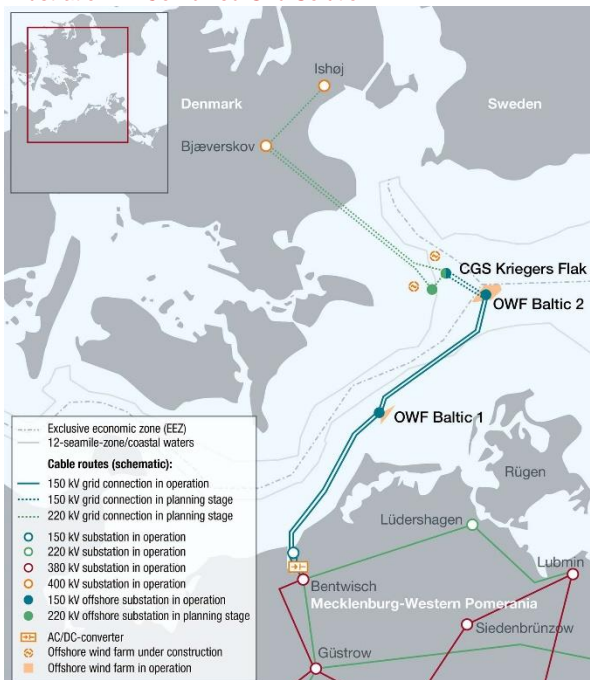 Ishøj
Denmark
Sweden
Bjæverskov
CGS Kriegers Flak
OWF Baltic 2
OWF Baltic 1
Rügen
Lüdershagen
Lubmin
Bentwisch
Mecklenburg-Western Pomerania
Siedenbrünzow
Güstrow
Exclusive economic zone (EEZ)
12-seamile-zone/coastal waters
Cable routes (schematic):
150 kV grid connection in operation
150 kV grid connection in planning stage
220 kV grid connection in planning stage
150 kV substation in operation
220 kV substation in operation
380 kV substation in operation
400 kV substation in operation
150 kV offshore substation in operation
220 kV offshore substation in planning stage
AC/DC-converter
Offshore wind farm under construction
Offshore wind farm in operation